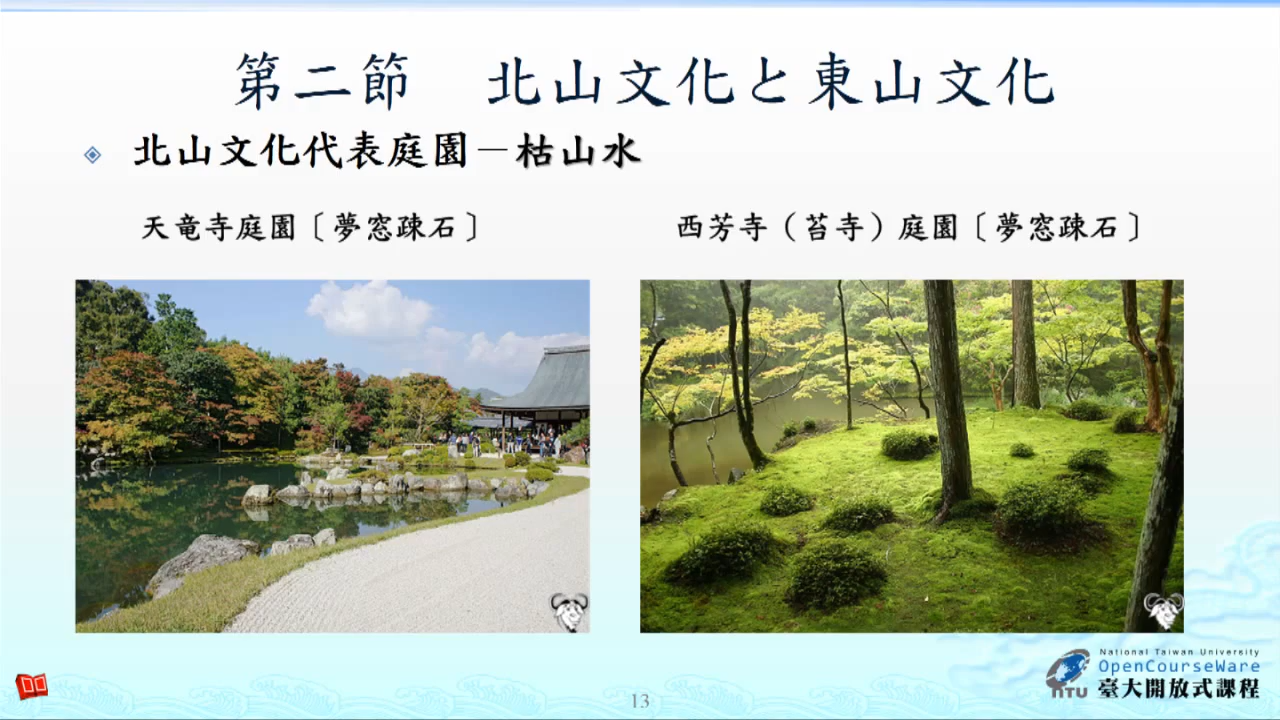 第二節　北山文化と東山文化
北山文化代表庭園－枯山水
天竜寺庭園〔夢窓疎石〕
西芳寺（苔寺）庭園〔夢窓疎石〕
National Taiwan University
OpenCourseWare
NTU 臺大開放式課程
13